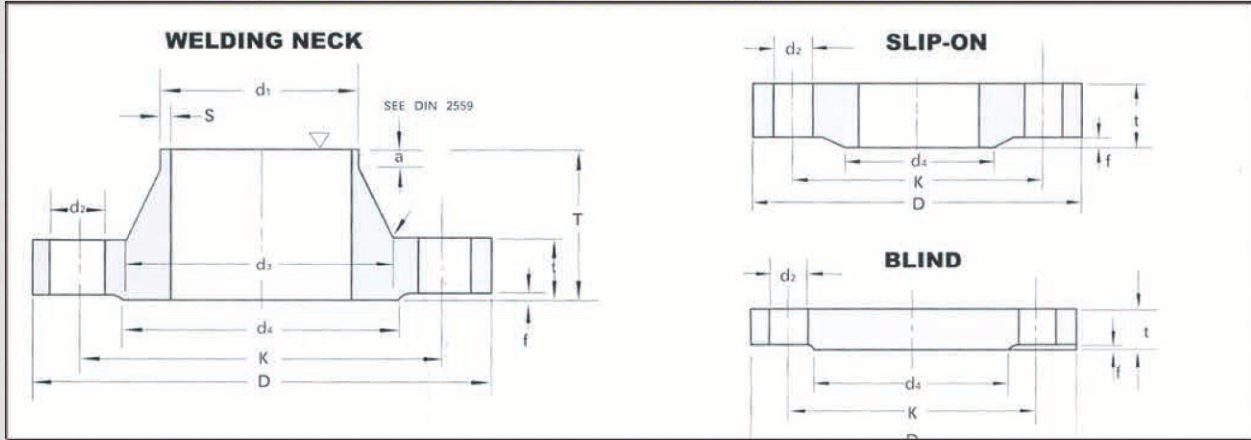 WELDING NECK
d₁
SEE DIN 2559
S
a
d₂
T
d₃
t
d₄
f
K
D
SLIP-ON
d₂
t
d₄
f
K
D
BLIND
d₂
t
d₄
f
K
D